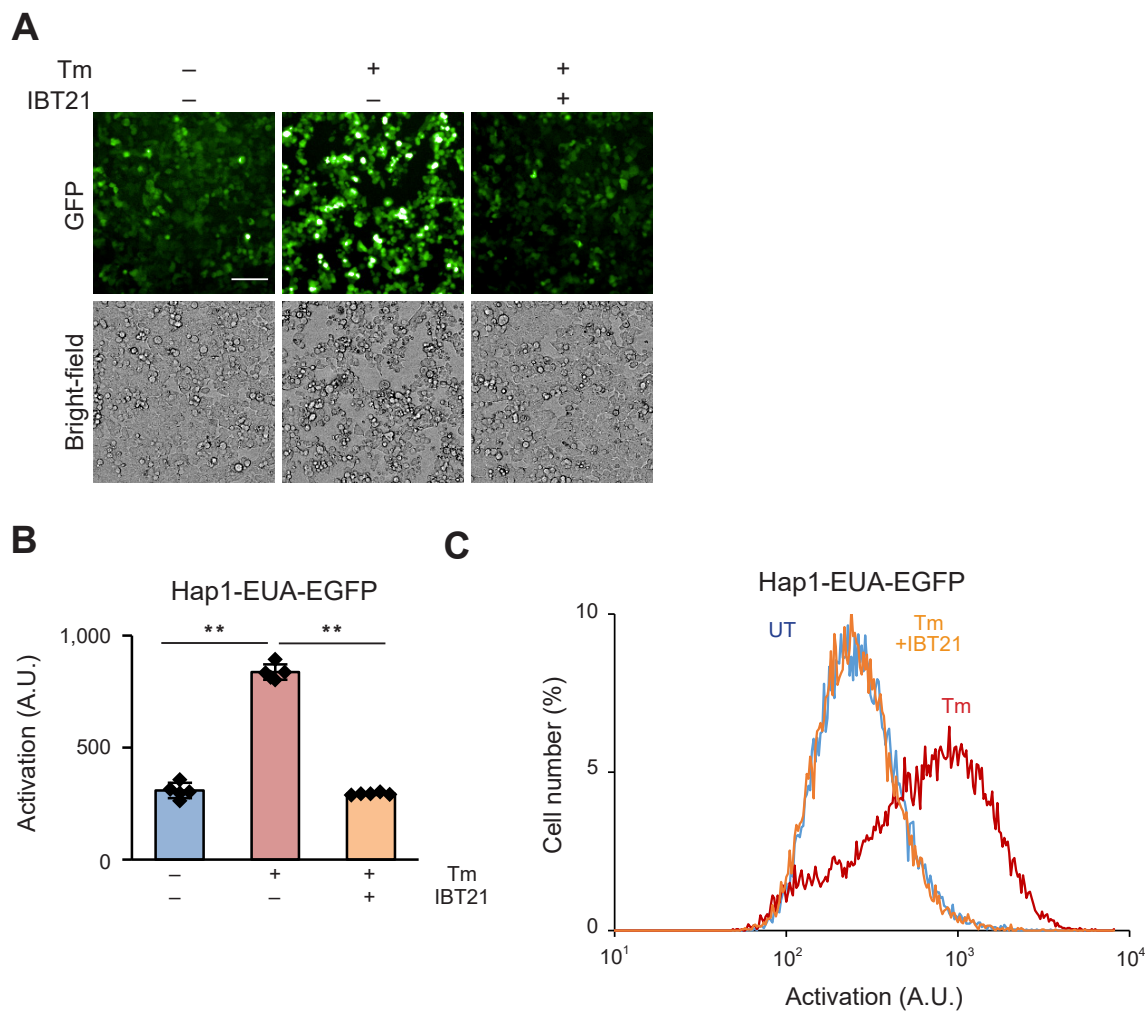 A
Tm – + +
IBT21 – – +
GFP
Bright-field
B
Hap1-EUA-EGFP
** **
Activation (A.U.)
1,000
500
0
– + + Tm
– – + IBT21
C
Hap1-EUA-EGFP
UT
Tm
+IBT21
Tm
Cell number (%)
10
5
0
10¹ 10² 10³ 10⁴
Activation (A.U.)